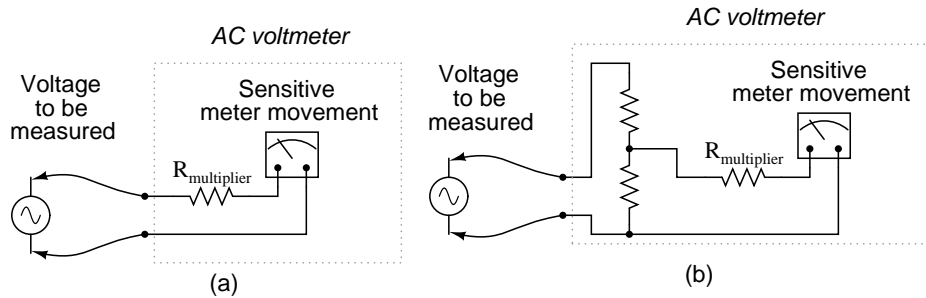 AC voltmeter
Voltage
to be
measured
Sensitive
meter movement
Rmultiplier
(a)
AC voltmeter
Voltage
to be
measured
Sensitive
meter movement
Rmultiplier
(b)